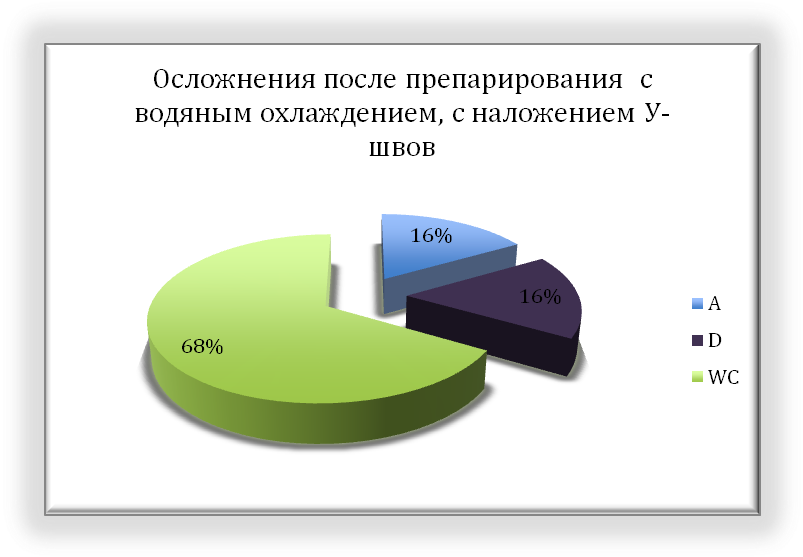 Осложнения после препарирования с
водяным охлаждением, с наложением У-
швов
16%
16%
68%
A
D
WC